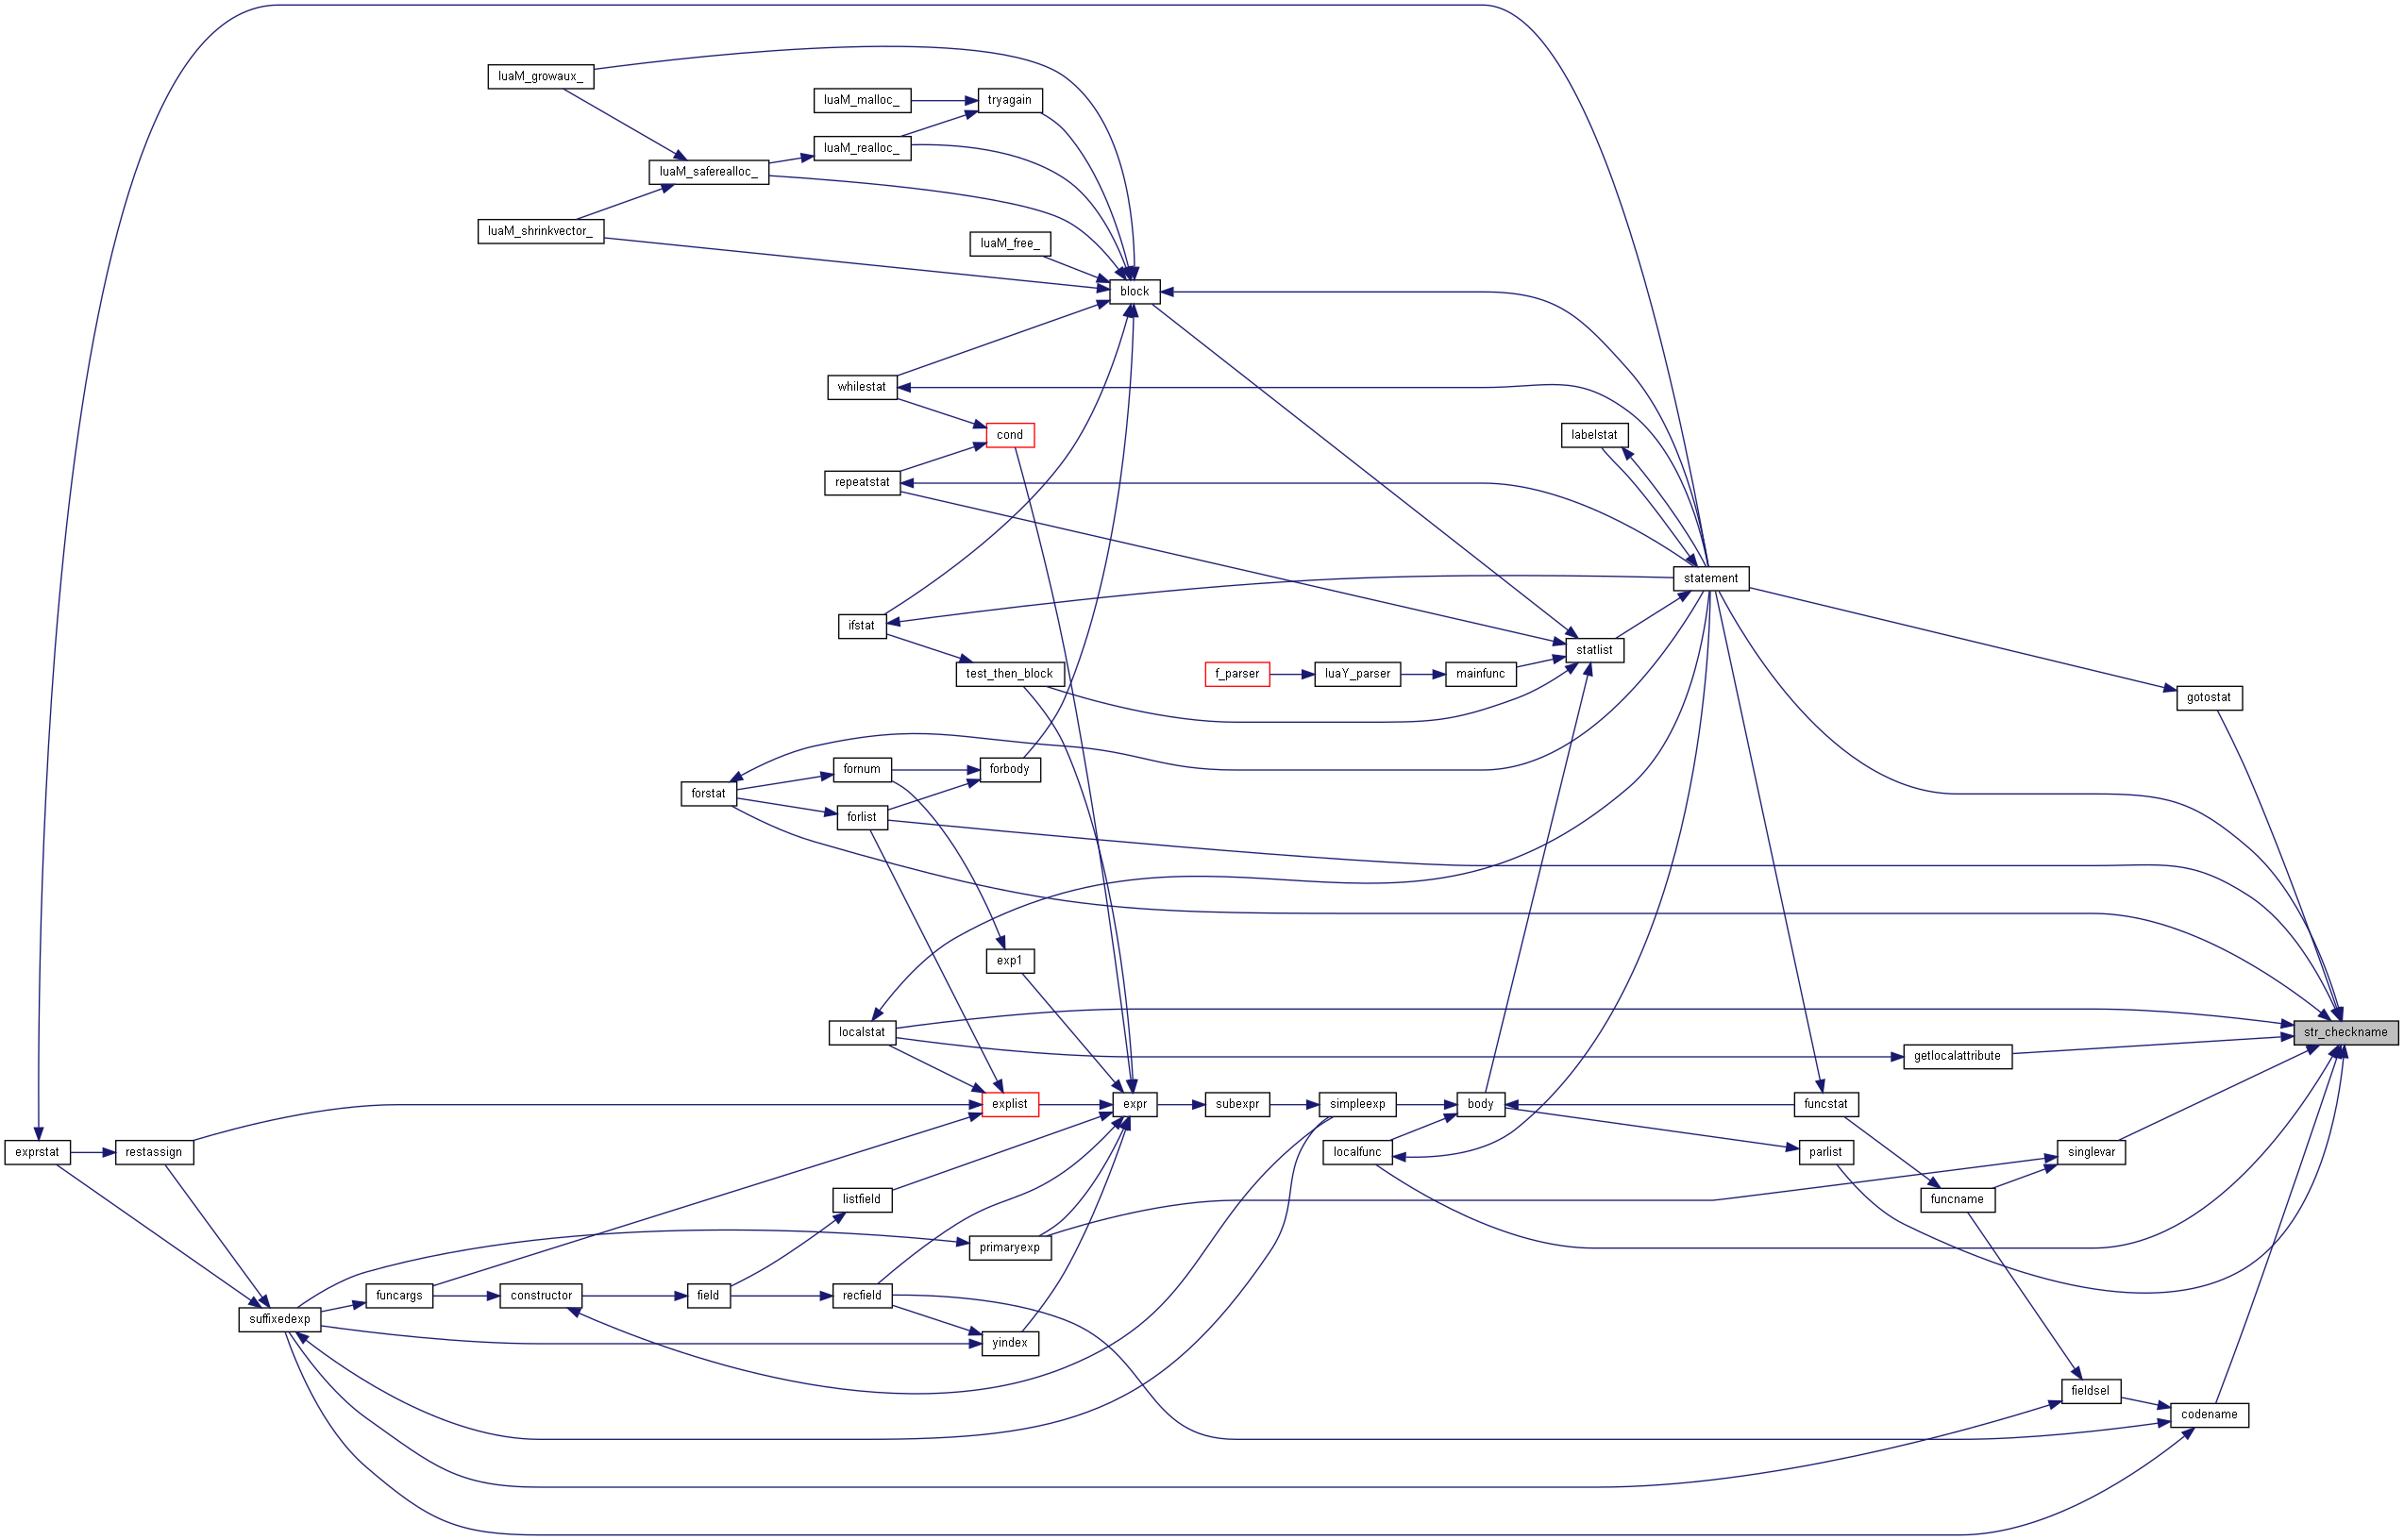 luaM_growaux_
luaM_malloc_
tryagain
luaM_realloc_
luaM_saferealloc_
luaM_shrinkvector_
luaM_free_
block
whilestat
cond
labelstat
repeatstat
statement
ifstat
statlist
test_then_block
f_parser
luaY_parser
mainfunc
gotostat
fornum
forbody
forstat
forlist
exp1
localstat
str_checkname
getlocalattribute
explist
expr
subexpr
simpleexp
body
funcstat
exprstat
restassign
localfunc
parlist
singlevar
listfield
funcname
primaryexp
funcargs
constructor
field
recfield
suffixedexp
yindex
fieldsel
codename